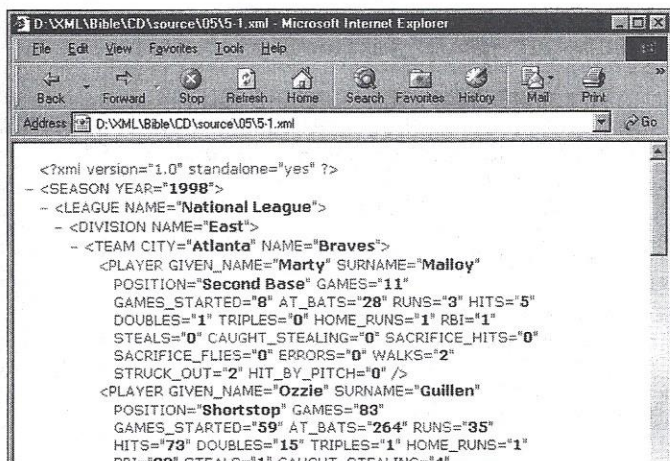 D:\XML\Bible\CD\source\05\5-1.xml - Microsoft Internet Explorer
File Edit View Favorites Tools Help
Back Forward Stop Refresh Home Search Favorites History Mail Print »
Address D:\XML\Bible\CD\source\05\5-1.xml Go
<?xml version="1.0" standalone="yes" ?>
- <SEASON YEAR="1998">
- <LEAGUE NAME="National League">
- <DIVISION NAME="East">
- <TEAM CITY="Atlanta" NAME="Braves">
<PLAYER GIVEN_NAME="Marty" SURNAME="Malloy"
POSITION="Second Base" GAMES="11"
GAMES_STARTED="8" AT_BATS="28" RUNS="3" HITS="5"
DOUBLES="1" TRIPLES="0" HOME_RUNS="1" RBI="1"
STEALS="0" CAUGHT_STEALING="0" SACRIFICE_HITS="0"
SACRIFICE_FLIES="0" ERRORS="0" WALKS="2"
STRUCK_OUT="2" HIT_BY_PITCH="0" />
<PLAYER GIVEN_NAME="Ozzie" SURNAME="Guillen"
POSITION="Shortstop" GAMES="83"
GAMES_STARTED="59" AT_BATS="264" RUNS="35"
HITS="73" DOUBLES="15" TRIPLES="1" HOME_RUNS="1"
STEALS="1" CAUGHT_STEALING="4"